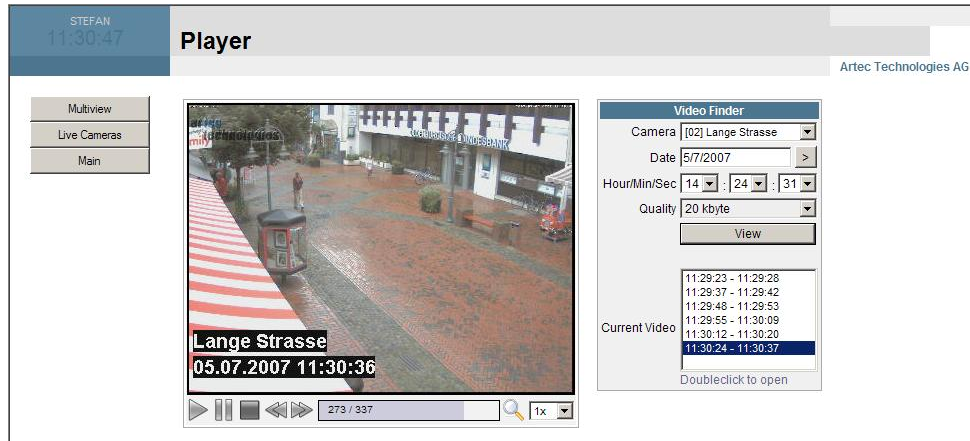 STEFAN
11:30:47
Player
Artec Technologies AG
Multiview
Live Cameras
Main
technologies
Lange Strasse
05.07.2007 11:30:36
273 / 337
1x
Video Finder
Camera [02] Lange Strasse
Date 5/7/2007 >
Hour/Min/Sec 14 : 24 : 31
Quality 20 kbyte
View
Current Video
11:29:23 - 11:29:28
11:29:37 - 11:29:42
11:29:48 - 11:29:53
11:29:55 - 11:30:09
11:30:12 - 11:30:20
11:30:24 - 11:30:37
Doubleclick to open